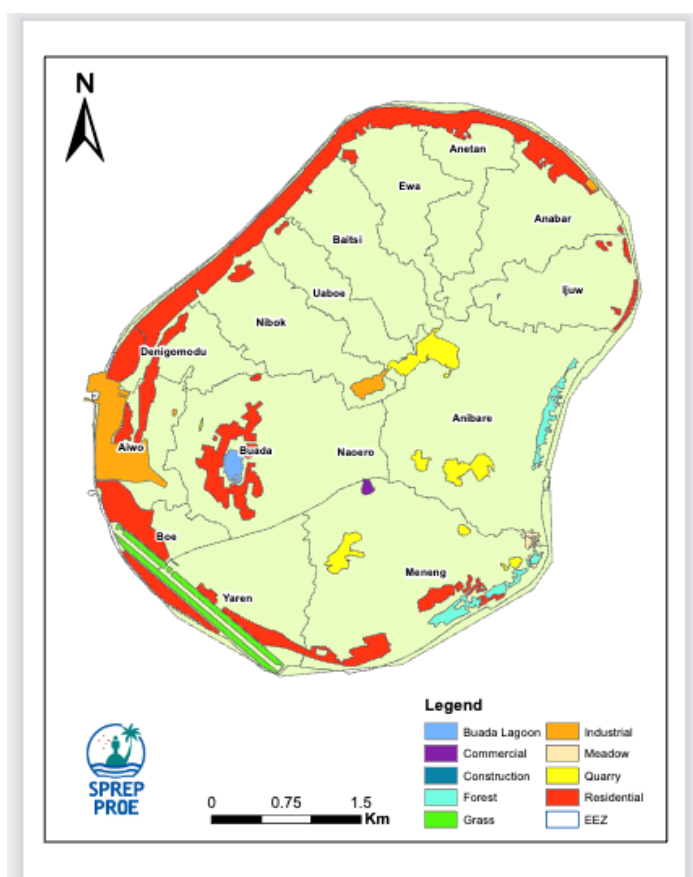 N
Anetan
Ewa
Anabar
Baitsi
Ijuw
Uaboe
Nibok
Denigomodu
Anibare
Aiwo
Buada
Naoero
Boe
Meneng
Yaren
Legend
Buada Lagoon
Industrial
Commercial
Meadow
Construction
Quarry
Forest
Residential
Grass
EEZ
SPREP
PROE
0 0.75 1.5
Km